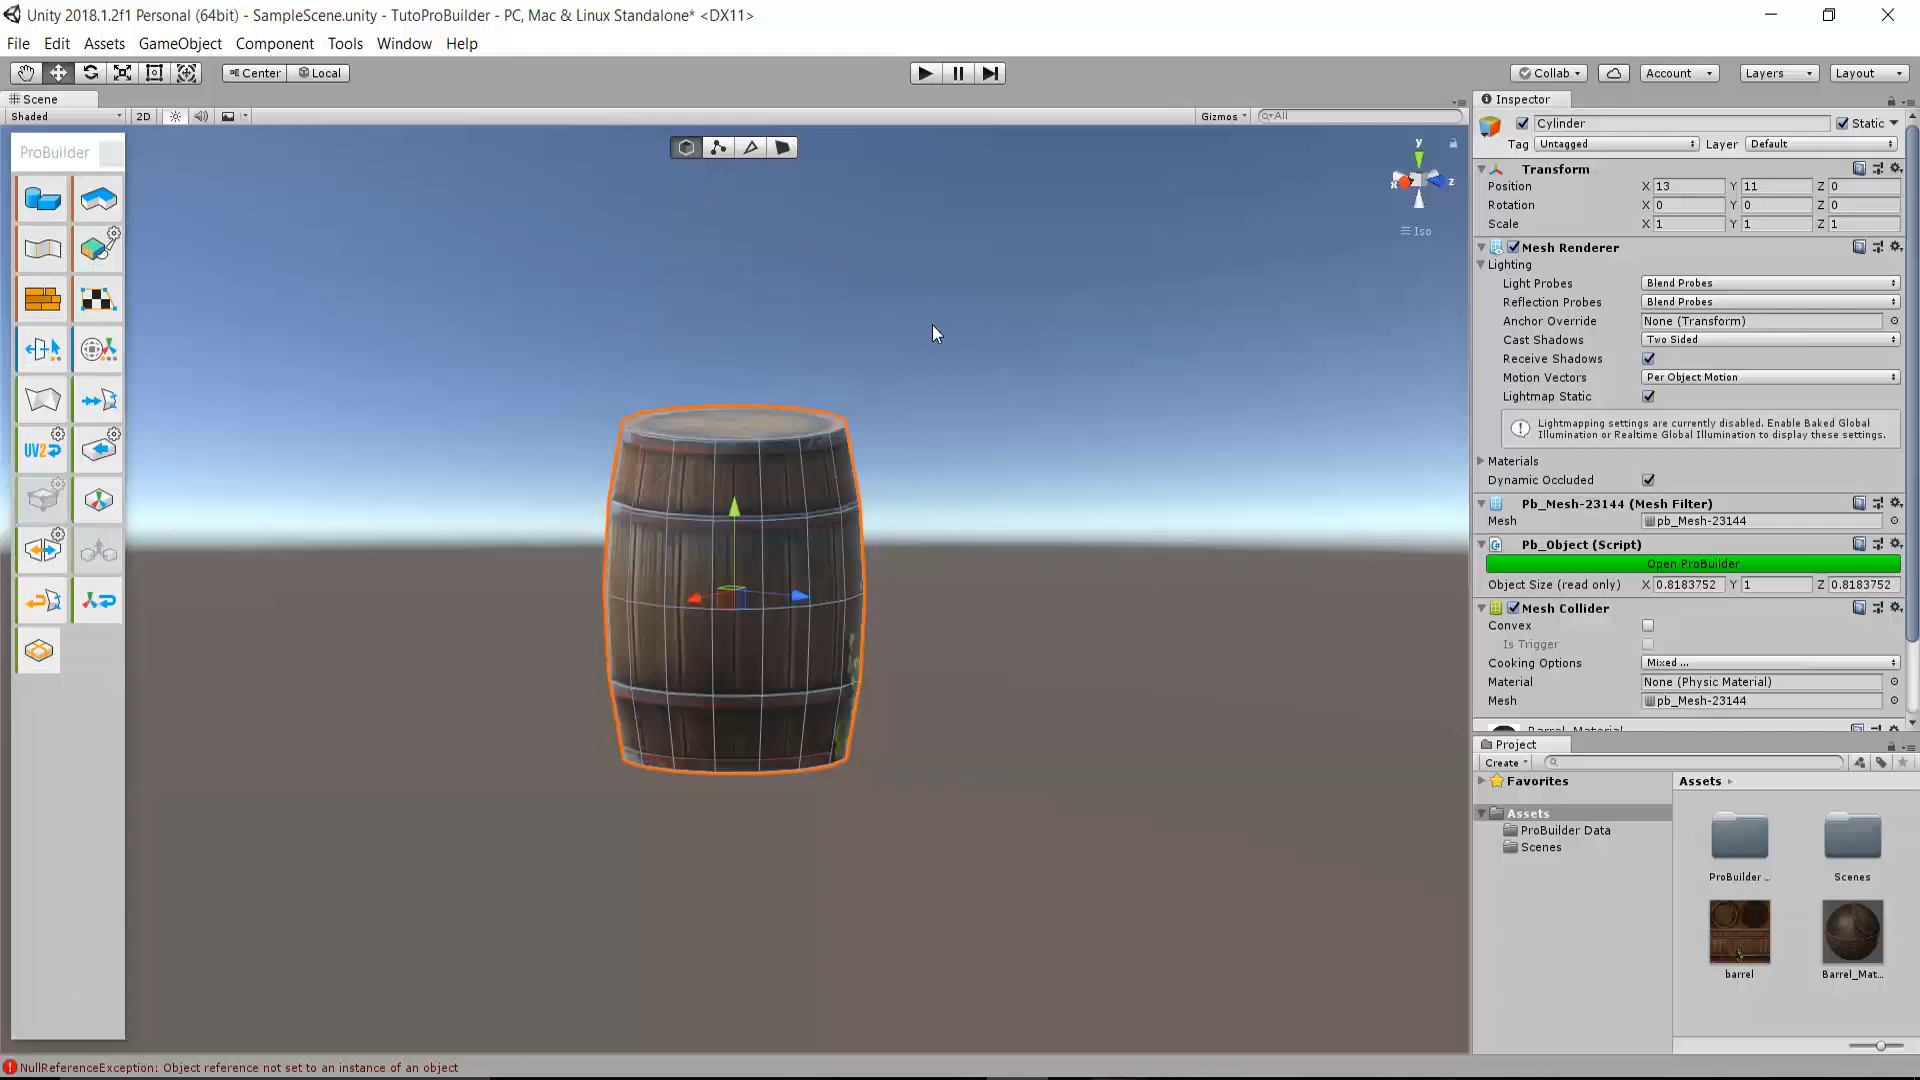 Unity 2018.1.2f1 Personal (64bit) - SampleScene.unity - TutoProBuilder - PC, Mac & Linux Standalone* <DX11>
File Edit Assets GameObject Component Tools Window Help
Center Local Collab Account Layers Layout
Scene
Shaded 2D Gizmos All
ProBuilder
UV2
y
x z
Iso
Inspector
Cylinder Static
Tag Untagged Layer Default
Transform
Position X 13 Y 11 Z 0
Rotation X 0 Y 0 Z 0
Scale X 1 Y 1 Z 1
Mesh Renderer
Lighting
Light Probes Blend Probes
Reflection Probes Blend Probes
Anchor Override None (Transform)
Cast Shadows Two Sided
Receive Shadows
Motion Vectors Per Object Motion
Lightmap Static
Lightmapping settings are currently disabled. Enable Baked Global
Illumination or Realtime Global Illumination to display these settings.
Materials
Dynamic Occluded
Pb_Mesh-23144 (Mesh Filter)
Mesh pb_Mesh-23144
Pb_Object (Script)
Open ProBuilder
Object Size (read only) X 0.8183752 Y 1 Z 0.8183752
Mesh Collider
Convex
Is Trigger
Cooking Options Mixed ...
Material None (Physic Material)
Mesh pb_Mesh-23144
Barrel_Material
Project
Create
Favorites
Assets
ProBuilder Data
Scenes
Assets
ProBuilder ... Scenes
barrel Barrel_Mat...
NullReferenceException: Object reference not set to an instance of an object